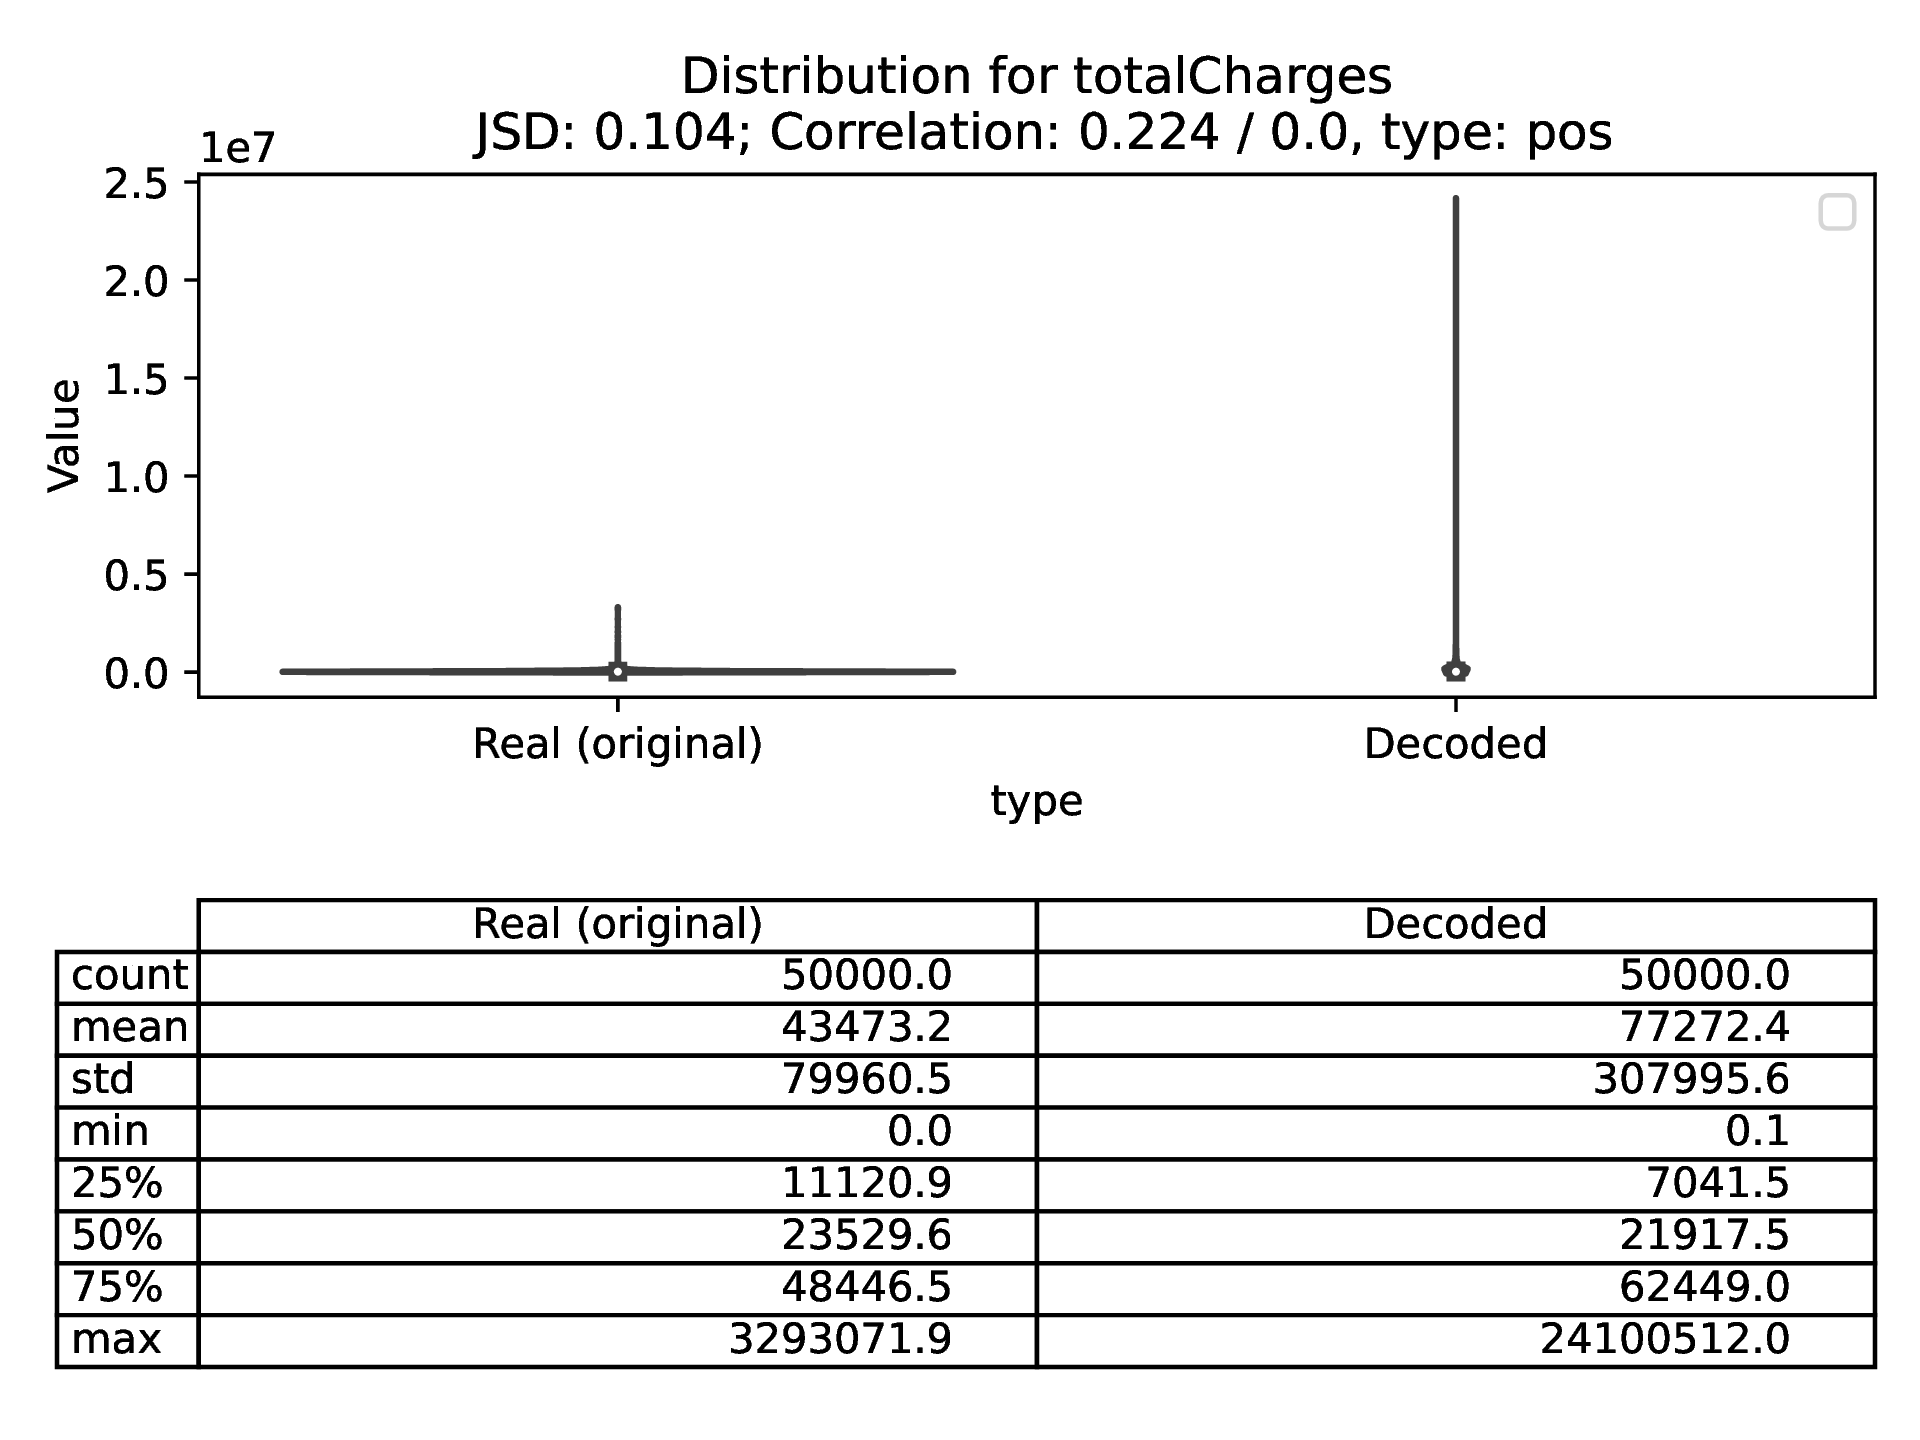 Distribution for totalCharges
JSD: 0.104; Correlation: 0.224 / 0.0, type: pos
1e7
2.5
2.0
1.5
1.0
0.5
0.0
Value
Real (original) Decoded
type
Real (original) Decoded
count 50000.0 50000.0
mean 43473.2 77272.4
std 79960.5 307995.6
min 0.0 0.1
25% 11120.9 7041.5
50% 23529.6 21917.5
75% 48446.5 62449.0
max 3293071.9 24100512.0